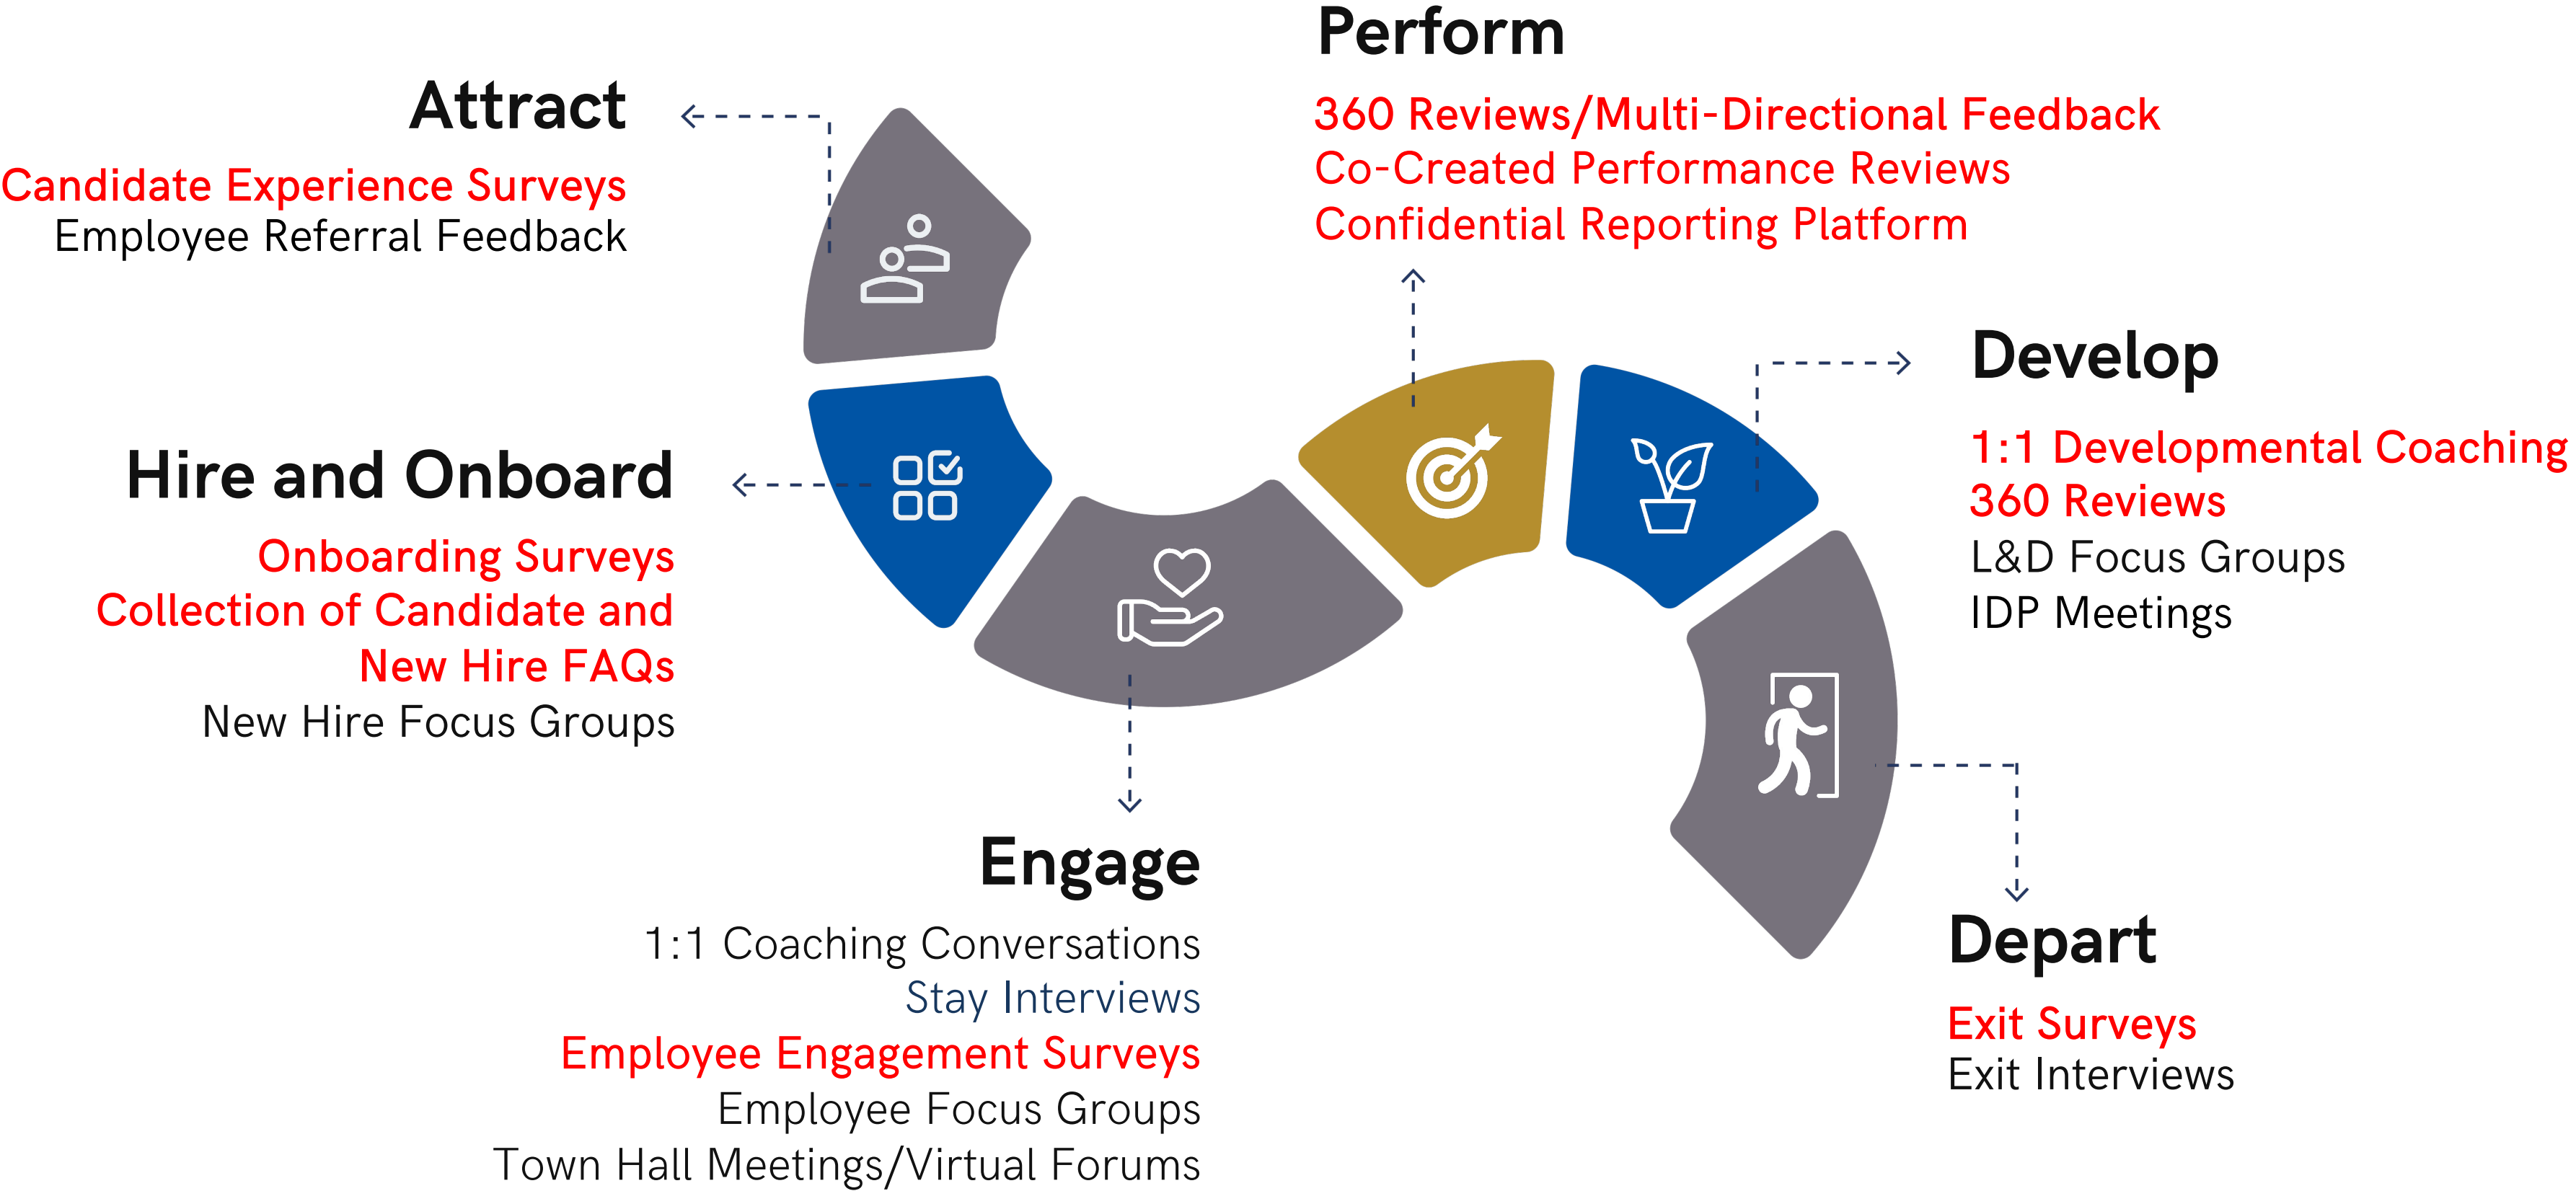 Attract
Candidate Experience Surveys
Employee Referral Feedback
Hire and Onboard
Onboarding Surveys
Collection of Candidate and
New Hire FAQs
New Hire Focus Groups
Engage
1:1 Coaching Conversations
Stay Interviews
Employee Engagement Surveys
Employee Focus Groups
Town Hall Meetings/Virtual Forums
Perform
360 Reviews/Multi-Directional Feedback
Co-Created Performance Reviews
Confidential Reporting Platform
Develop
1:1 Developmental Coaching
360 Reviews
L&D Focus Groups
IDP Meetings
Depart
Exit Surveys
Exit Interviews